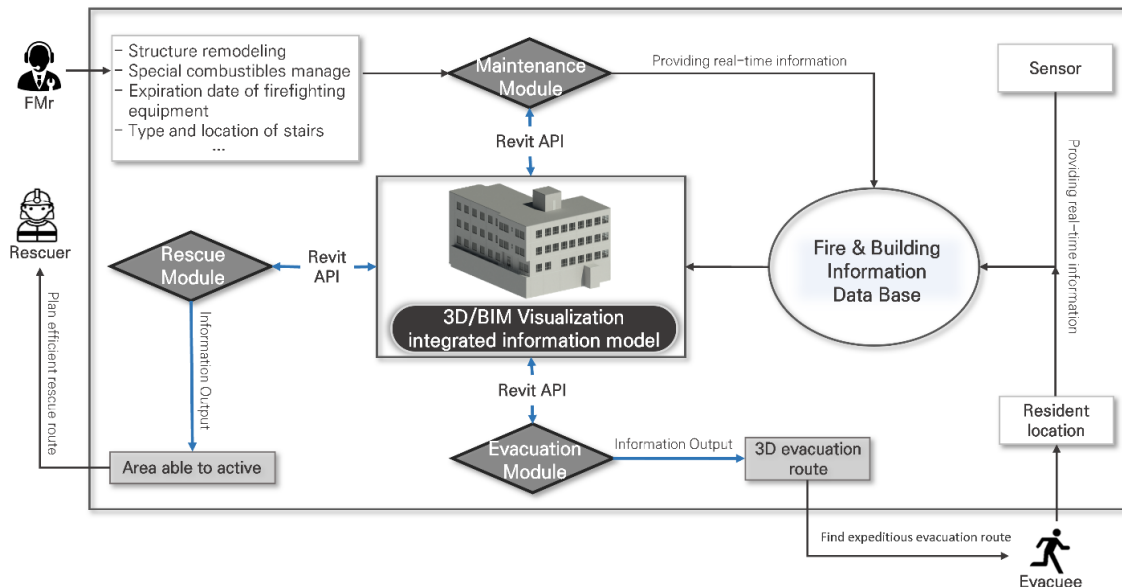 FMr
- Structure remodeling
- Special combustibles manage
- Expiration date of firefighting
equipment
- Type and location of stairs
...
Maintenance
Module
Providing real-time information
Sensor
Revit API
Providing real-time information
Rescuer
Rescue
Module
Revit
API
3D/BIM Visualization
integrated information model
Fire & Building
Information
Data Base
Plan efficient rescue route
Information Output
Revit API
Area able to active
Evacuation
Module
Information Output
3D evacuation
route
Resident
location
Find expeditious evacuation route
Evacuee